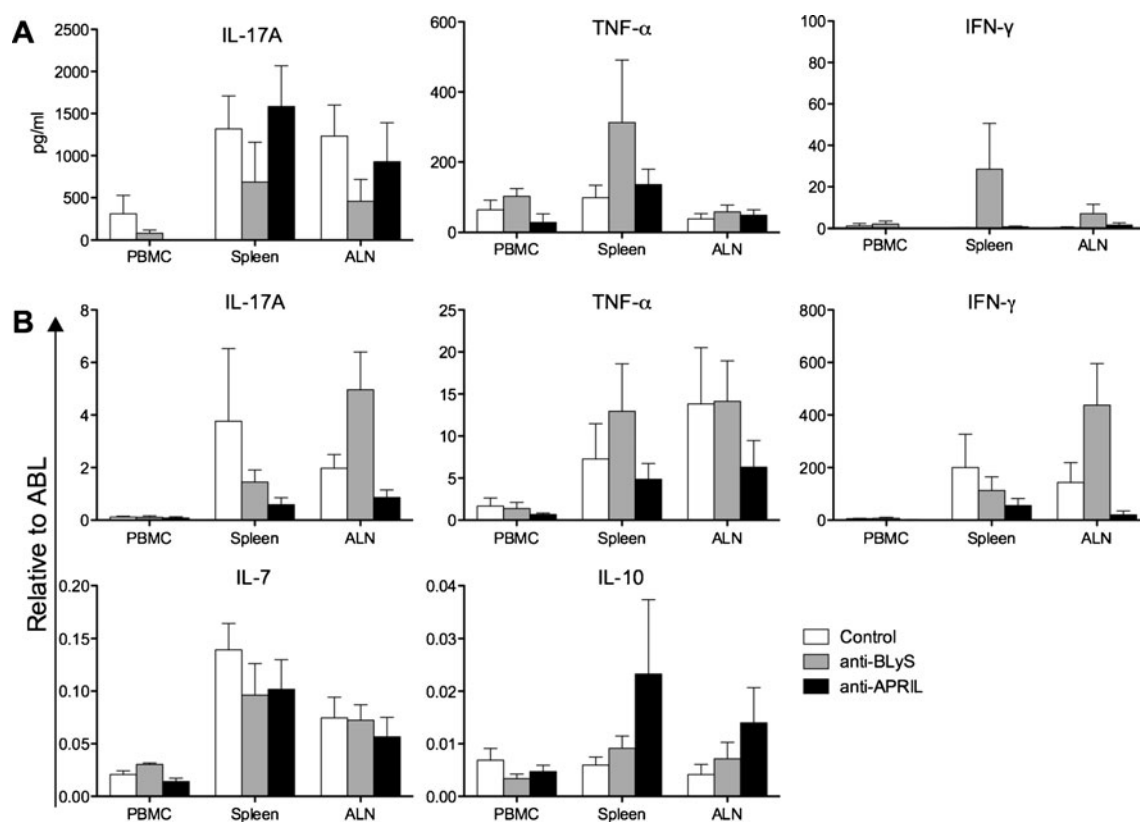 A
IL-17A
TNF-α
IFN-γ
pg/ml
2500
2000
1500
1000
500
0
PBMC Spleen ALN
600
400
200
0
PBMC Spleen ALN
100
80
60
40
20
0
PBMC Spleen ALN
B
Relative to ABL
IL-17A
TNF-α
IFN-γ
8
6
4
2
0
PBMC Spleen ALN
25
20
15
10
5
0
PBMC Spleen ALN
800
600
400
200
0
PBMC Spleen ALN
IL-7
IL-10
0.20
0.15
0.10
0.05
0.00
PBMC Spleen ALN
0.04
0.03
0.02
0.01
0.00
PBMC Spleen ALN
Control
anti-BLyS
anti-APRIL